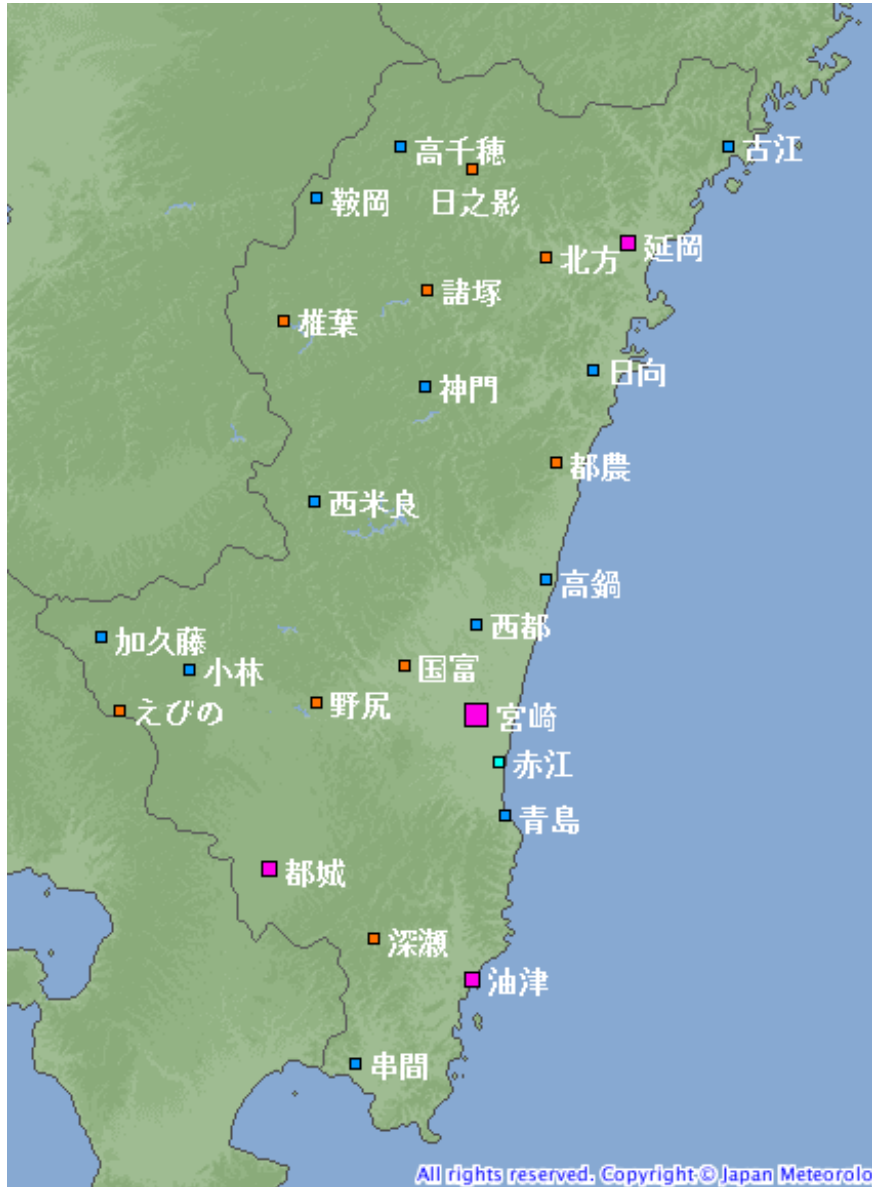 高千穂
古江
日之影
鞍岡
延岡
北方
諸塚
椎葉
日向
神門
都農
西米良
高鍋
西都
加久藤
国富
小林
野尻
えびの
宮崎
赤江
青島
都城
深瀬
油津
串間
All rights reserved. Copyright © Japan Meteorolo